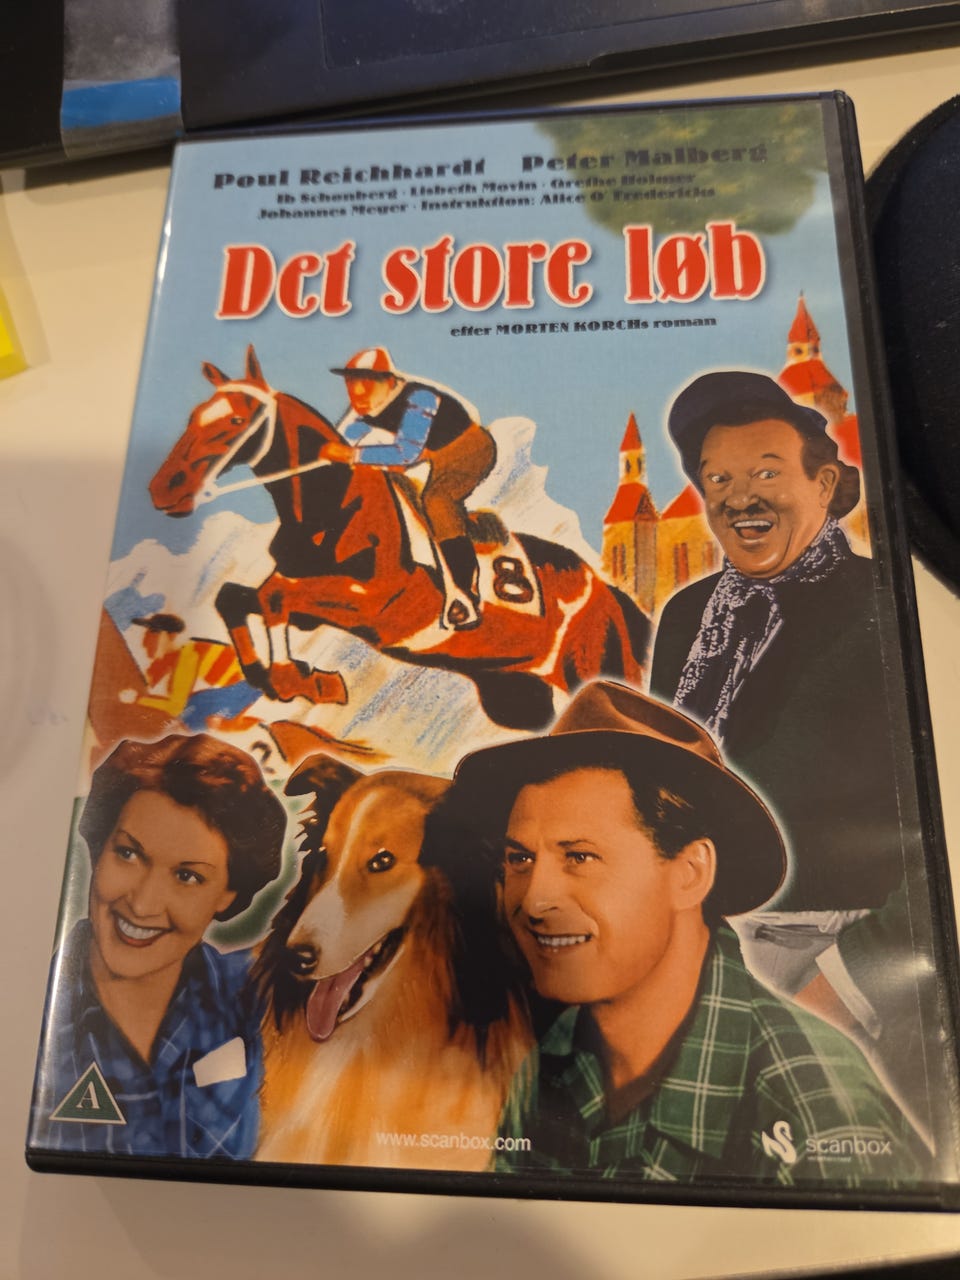 Poul Reichhardt Peter Malberg
Ib Schønberg · Lisbeth Movin · Grethe Holmer
Johannes Meyer · Instruktion: Alice O'Fredericks
Det store løb
efter MORTEN KORCHs roman
8
A
www.scanbox.com
scanbox